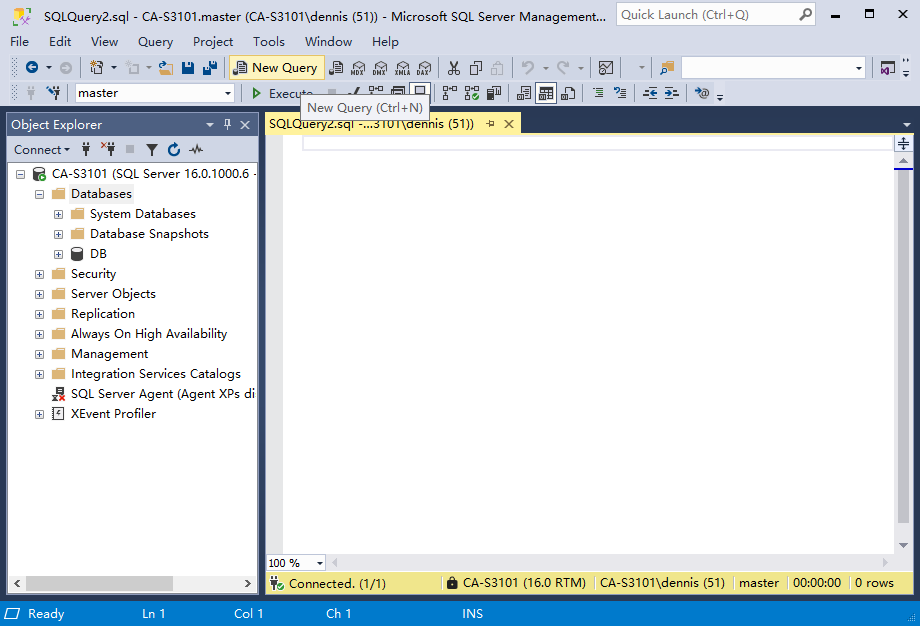 SQLQuery2.sql - CA-S3101.master (CA-S3101\dennis (51)) - Microsoft SQL Server Management...
Quick Launch (Ctrl+Q)
File Edit View Query Project Tools Window Help
New Query
MDX DMX XMLA DAX
master
Execute
New Query (Ctrl+N)
Object Explorer
SQLQuery2.sql -...3101\dennis (51))
Connect
CA-S3101 (SQL Server 16.0.1000.6 -
Databases
System Databases
Database Snapshots
DB
Security
Server Objects
Replication
Always On High Availability
Management
Integration Services Catalogs
SQL Server Agent (Agent XPs di
XEvent Profiler
100 %
Connected. (1/1)
CA-S3101 (16.0 RTM)
CA-S3101\dennis (51)
master
00:00:00
0 rows
Ready
Ln 1
Col 1
Ch 1
INS